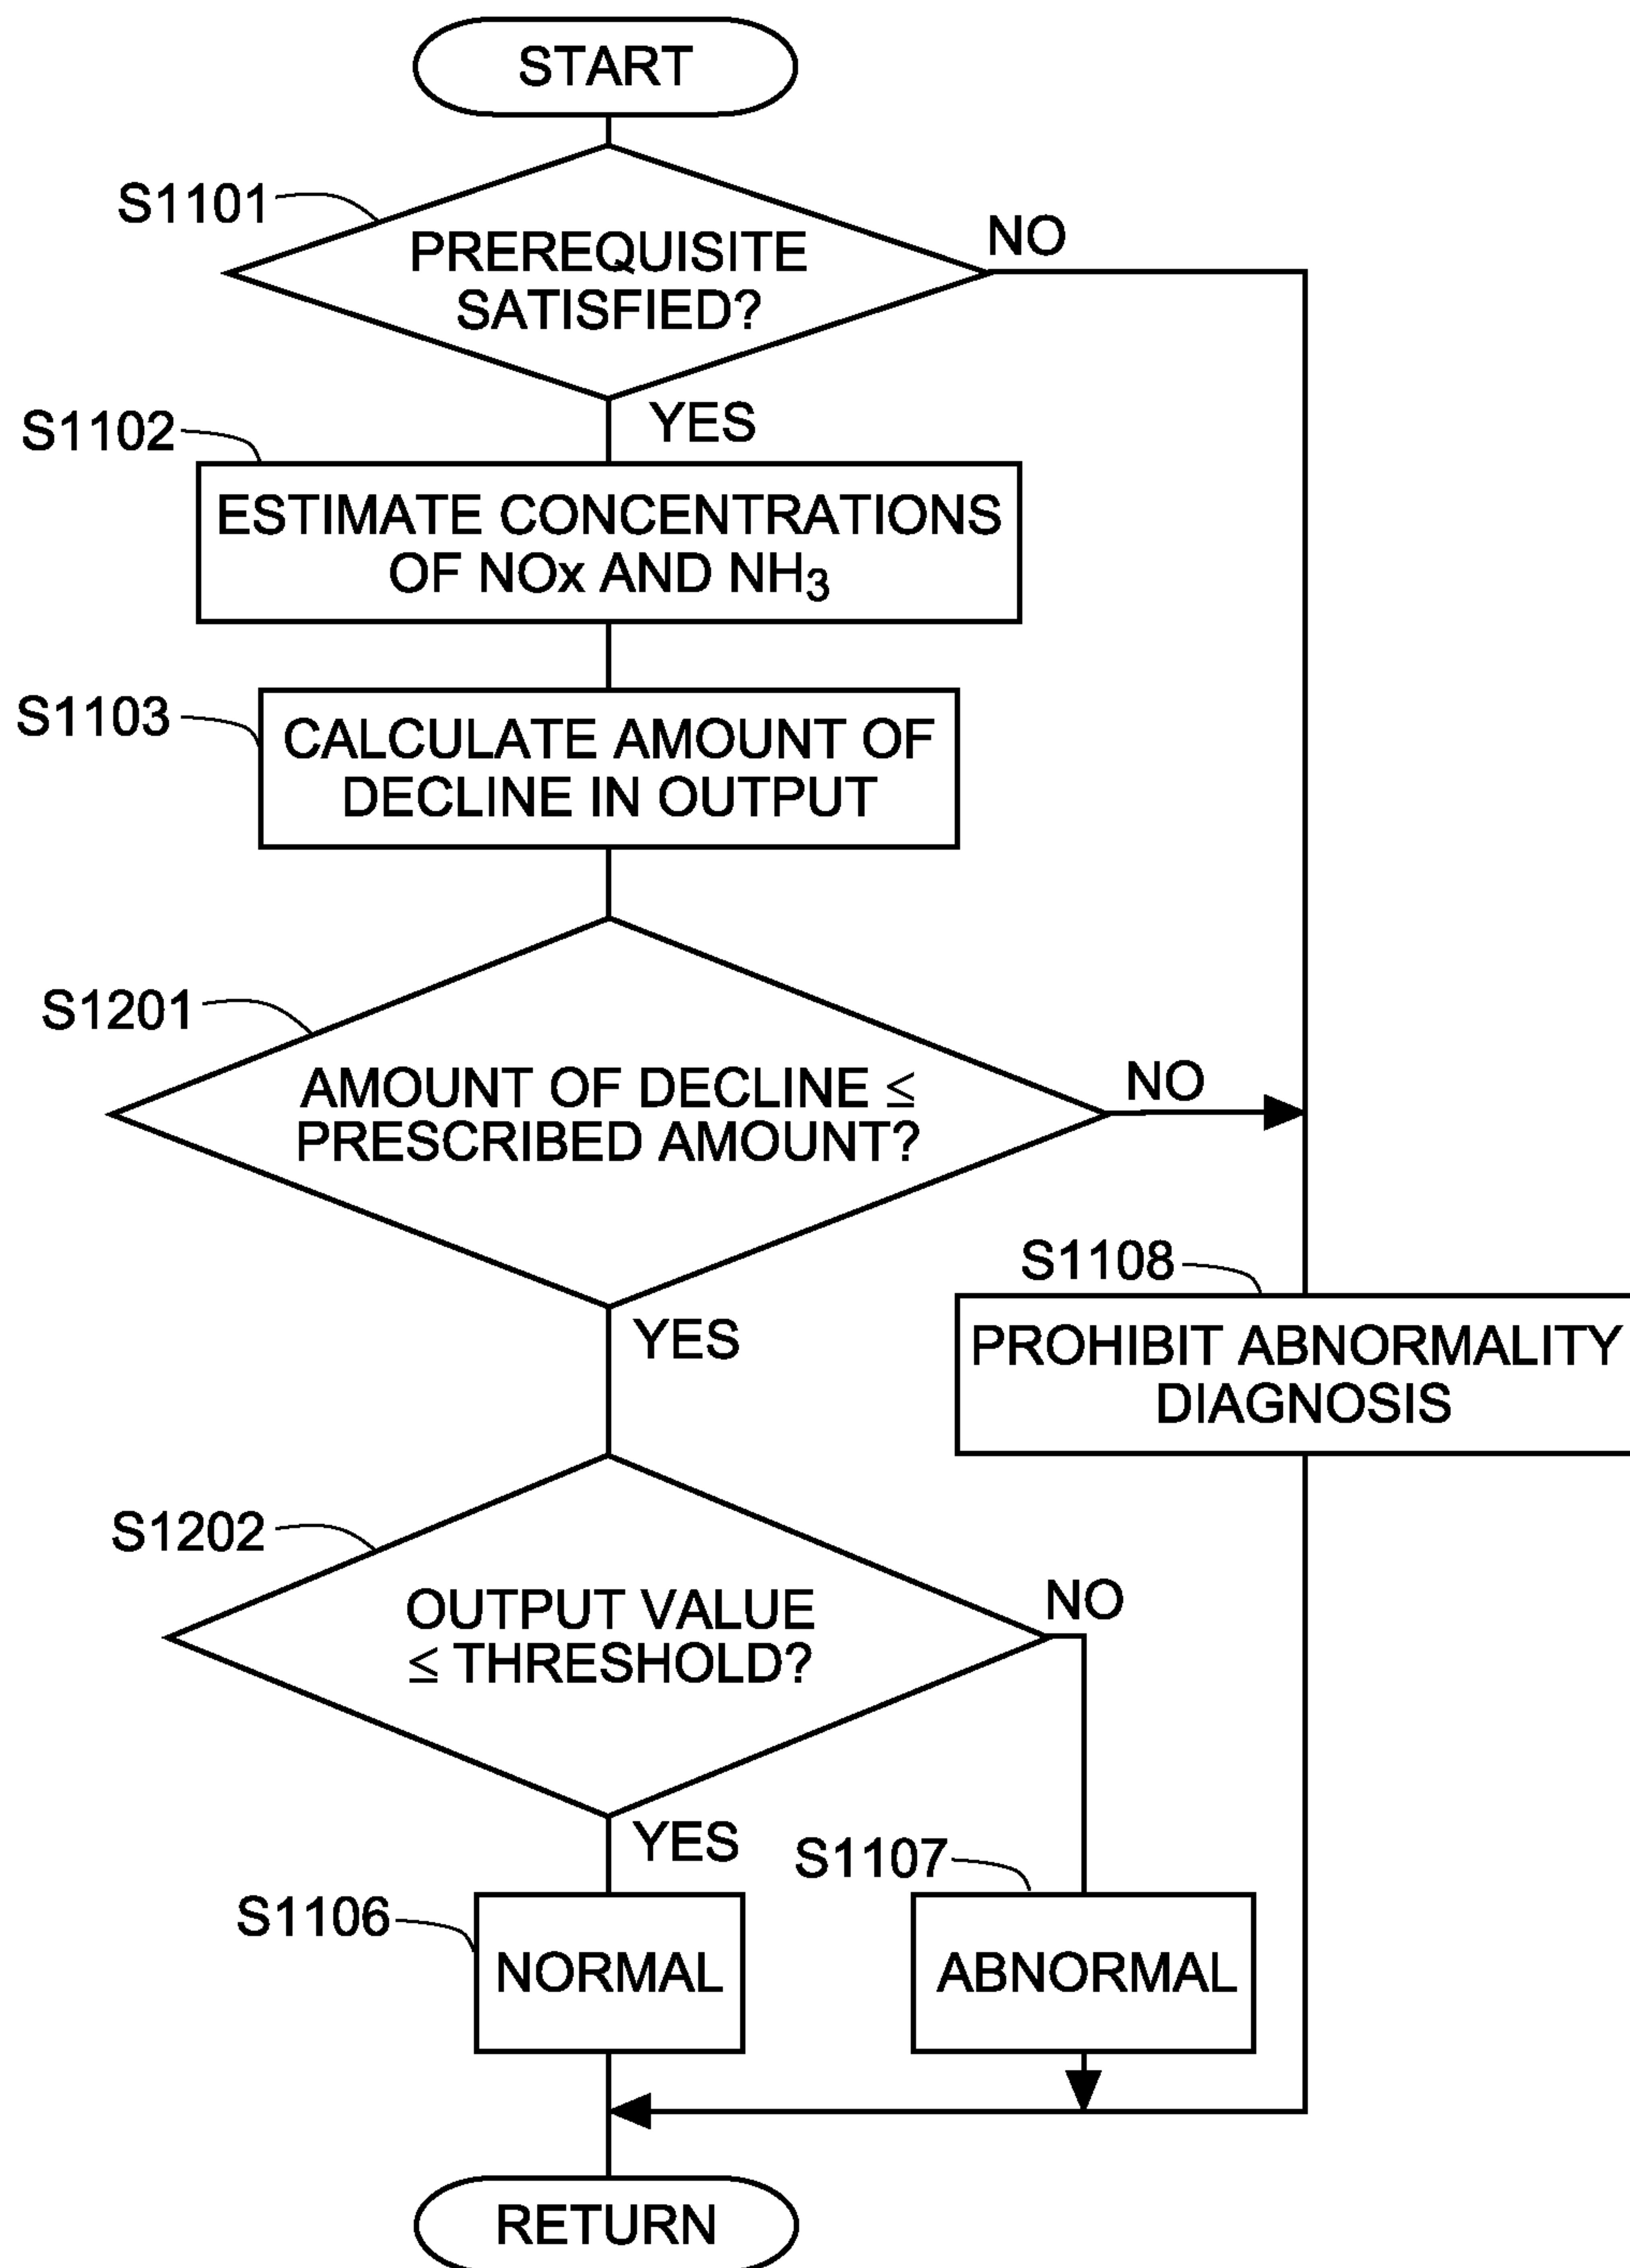 START
S1101
PREREQUISITE
SATISFIED?
NO
YES
S1102
ESTIMATE CONCENTRATIONS
OF NOx AND NH3
S1103
CALCULATE AMOUNT OF
DECLINE IN OUTPUT
S1201
AMOUNT OF DECLINE ≤
PRESCRIBED AMOUNT?
NO
YES
S1108
PROHIBIT ABNORMALITY
DIAGNOSIS
S1202
OUTPUT VALUE
≤ THRESHOLD?
NO
YES
S1107
S1106
NORMAL
ABNORMAL
RETURN